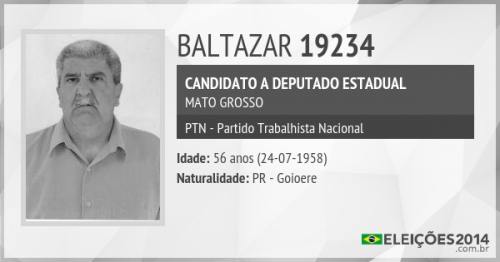 BALTAZAR 19234
CANDIDATO A DEPUTADO ESTADUAL
MATO GROSSO
PTN - Partido Trabalhista Nacional
Idade: 56 anos (24-07-1958)
Naturalidade: PR - Goioere
ELEIÇÕES2014
.com.br